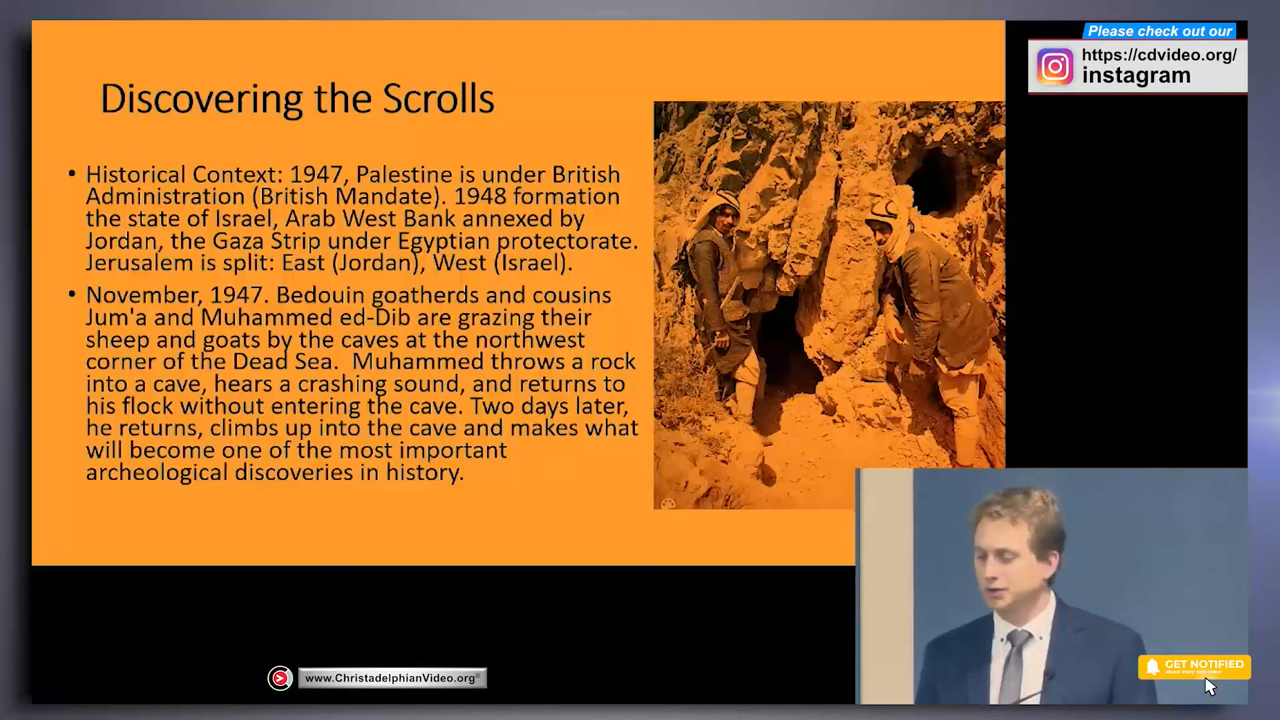 Discovering the Scrolls
• Historical Context: 1947, Palestine is under British
Administration (British Mandate). 1948 formation
the state of Israel, Arab West Bank annexed by
Jordan, the Gaza Strip under Egyptian protectorate.
Jerusalem is split: East (Jordan), West (Israel).
• November, 1947. Bedouin goatherds and cousins
Jum'a and Muhammed ed-Dib are grazing their
sheep and goats by the caves at the northwest
corner of the Dead Sea. Muhammed throws a rock
into a cave, hears a crashing sound, and returns to
his flock without entering the cave. Two days later,
he returns, climbs up into the cave and makes what
will become one of the most important
archeological discoveries in history.
Please check out our
https://cdvideo.org/
instagram
www.ChristadelphianVideo.org
GET NOTIFIED
about every new video